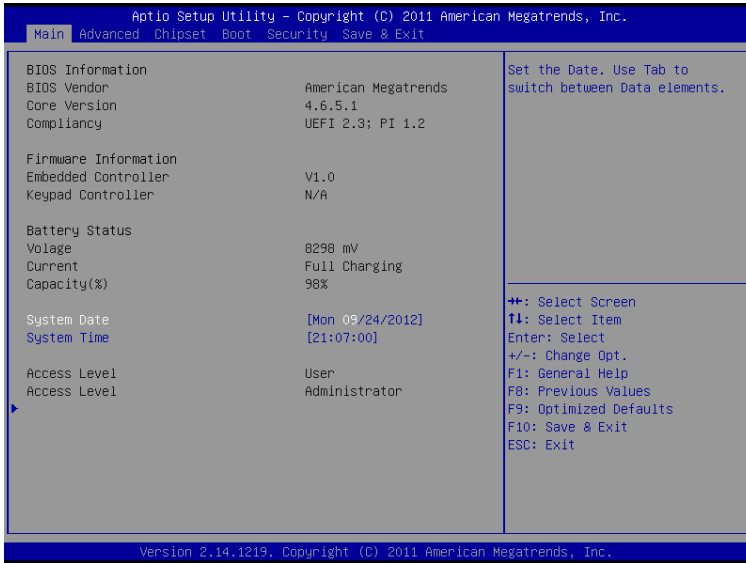 Aptio Setup Utility – Copyright (C) 2011 American Megatrends, Inc.
Main Advanced Chipset Boot Security Save & Exit
BIOS Information
BIOS Vendor American Megatrends
Core Version 4.6.5.1
Compliancy UEFI 2.3; PI 1.2
Firmware Information
Embedded Controller V1.0
Keypad Controller N/A
Battery Status
Volage 8298 mV
Current Full Charging
Capacity(%) 98%
System Date [Mon 09/24/2012]
System Time [21:07:00]
Access Level User
Access Level Administrator
Set the Date. Use Tab to
switch between Data elements.
→←: Select Screen
↑↓: Select Item
Enter: Select
+/-: Change Opt.
F1: General Help
F8: Previous Values
F9: Optimized Defaults
F10: Save & Exit
ESC: Exit
Version 2.14.1219. Copyright (C) 2011 American Megatrends, Inc.